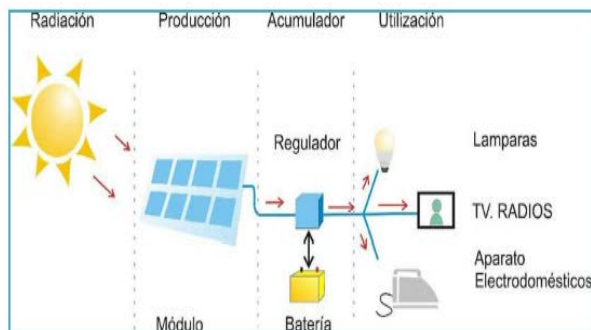 Radiación Producción Acumulador Utilización
Regulador
Lamparas
TV. RADIOS
Aparato
Electrodomésticos
Módulo
Batería